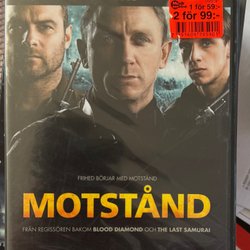 1 för 59:-
2 för 99:-
FRIHED BÖRJAR MED MOTSTÅND
MOTSTÅND
FRÅN REGISSÖREN BAKOM BLOOD DIAMOND OCH THE LAST SAMURAI